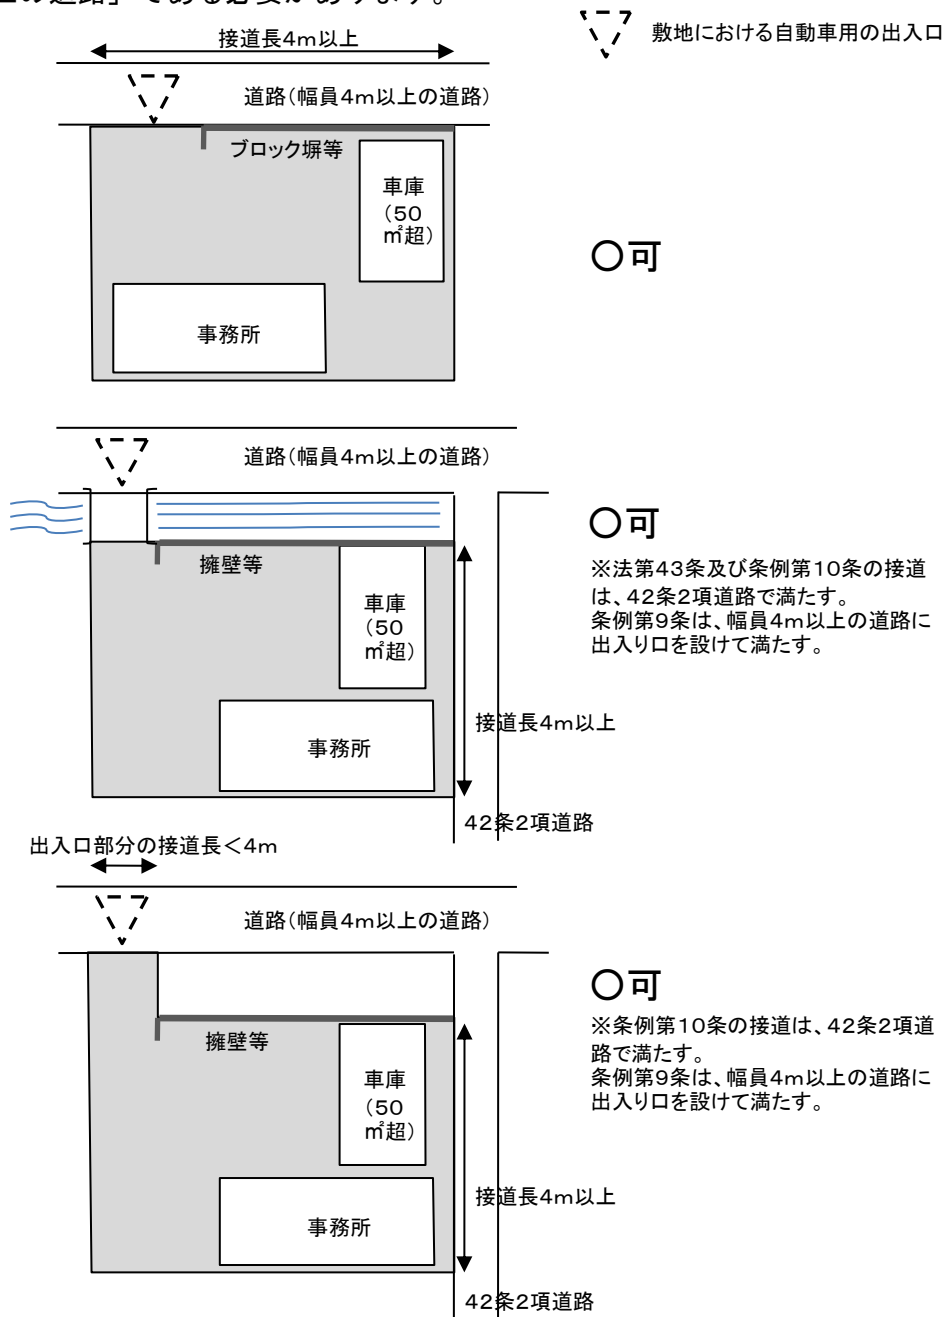 の道路」である必要があります。
敷地における自動車用の出入口
接道長4m以上
道路(幅員4m以上の道路)
ブロック塀等
車庫
(50
㎡超)
事務所
○可
道路(幅員4m以上の道路)
擁壁等
車庫
(50
㎡超)
事務所
接道長4m以上
42条2項道路
○可
※法第43条及び条例第10条の接道
は、42条2項道路で満たす。
条例第9条は、幅員4m以上の道路に
出入り口を設けて満たす。
出入口部分の接道長<4m
道路(幅員4m以上の道路)
擁壁等
車庫
(50
㎡超)
事務所
接道長4m以上
42条2項道路
○可
※条例第10条の接道は、42条2項道
路で満たす。
条例第9条は、幅員4m以上の道路に
出入り口を設けて満たす。